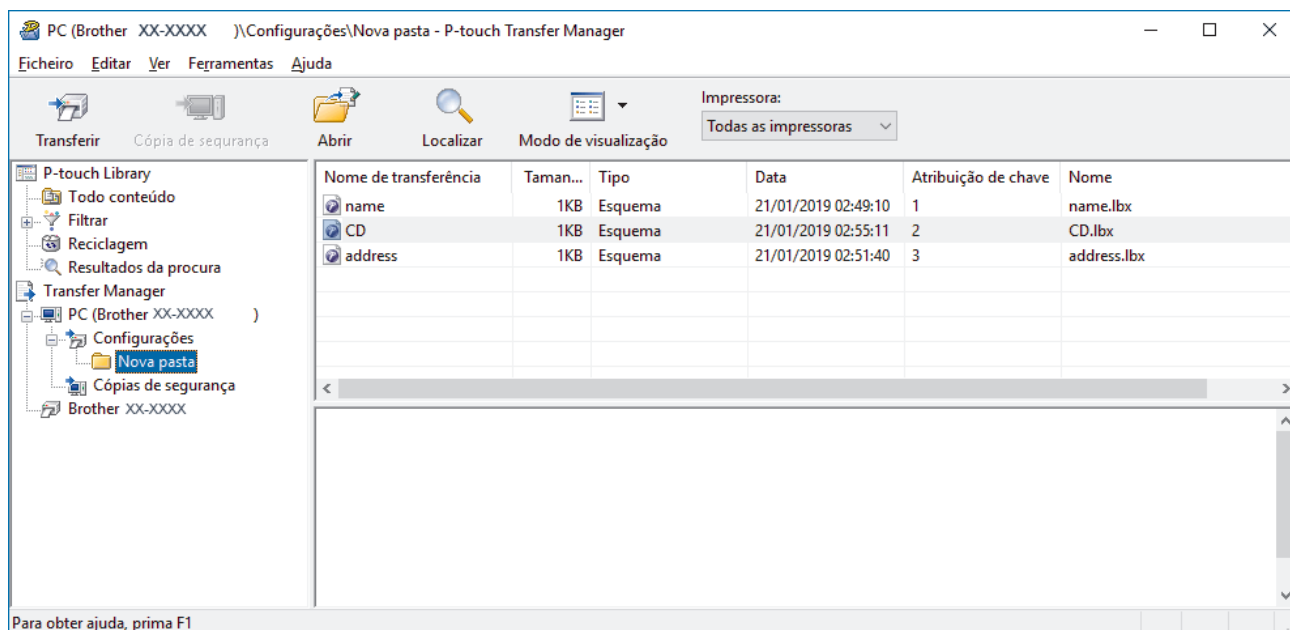 PC (Brother XX-XXXX )\Configurações\Nova pasta - P-touch Transfer Manager
Ficheiro Editar Ver Ferramentas Ajuda
Impressora:
Todas as impressoras
Transferir Cópia de segurança Abrir Localizar Modo de visualização
P-touch Library
Todo conteúdo
Filtrar
Reciclagem
Resultados da procura
Transfer Manager
PC (Brother XX-XXXX )
Configurações
Nova pasta
Cópias de segurança
Brother XX-XXXX
Nome de transferência Taman... Tipo Data Atribuição de chave Nome
name 1KB Esquema 21/01/2019 02:49:10 1 name.lbx
CD 1KB Esquema 21/01/2019 02:55:11 2 CD.lbx
address 1KB Esquema 21/01/2019 02:51:40 3 address.lbx
Para obter ajuda, prima F1